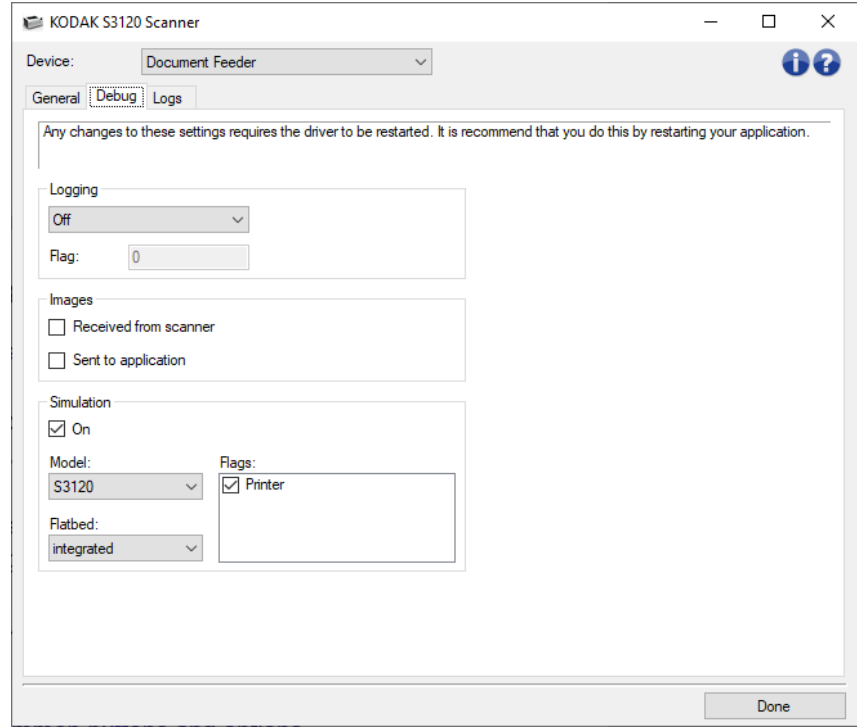 KODAK S3120 Scanner
Device: Document Feeder
General Debug Logs
Any changes to these settings requires the driver to be restarted. It is recommend that you do this by restarting your application.
Logging
Off
Flag: 0
Images
Received from scanner
Sent to application
Simulation
On
Model: Flags:
S3120 Printer
Flatbed:
integrated
Done